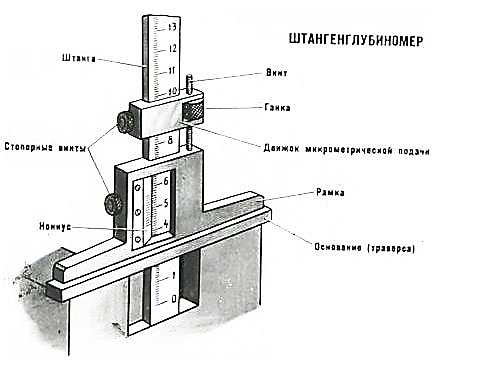 ШТАНГЕНГЛУБИНОМЕР
13
Штанга
12
11
Винт
10
Гайка
Стопорные винты
8
Движок микрометрической подачи
6
Рамка
5
Нониус
4
Основание (траверса)
1
0